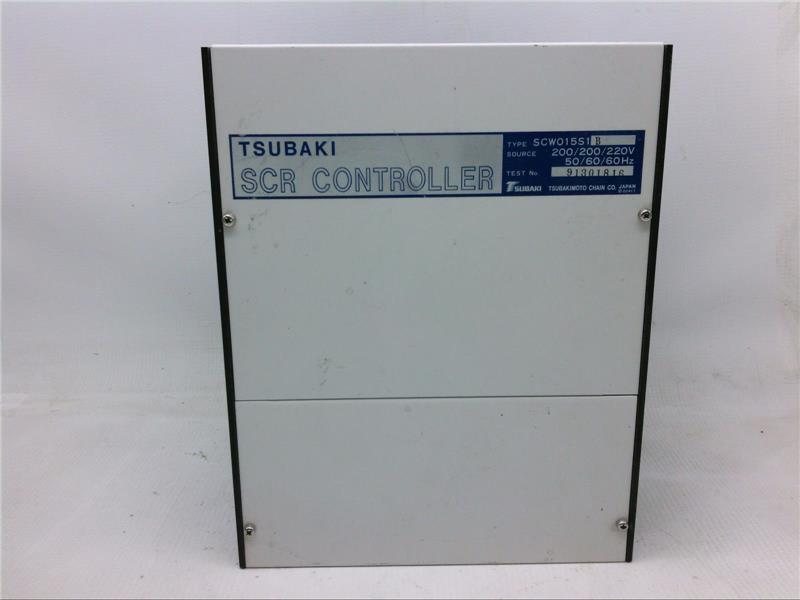 TSUBAKI
SCR CONTROLLER
TYPE SCW015S1 B
SOURCE 200/200/220V
50/60/60Hz
TEST No. 91301816
TSUBAKI TSUBAKIMOTO CHAIN CO. JAPAN